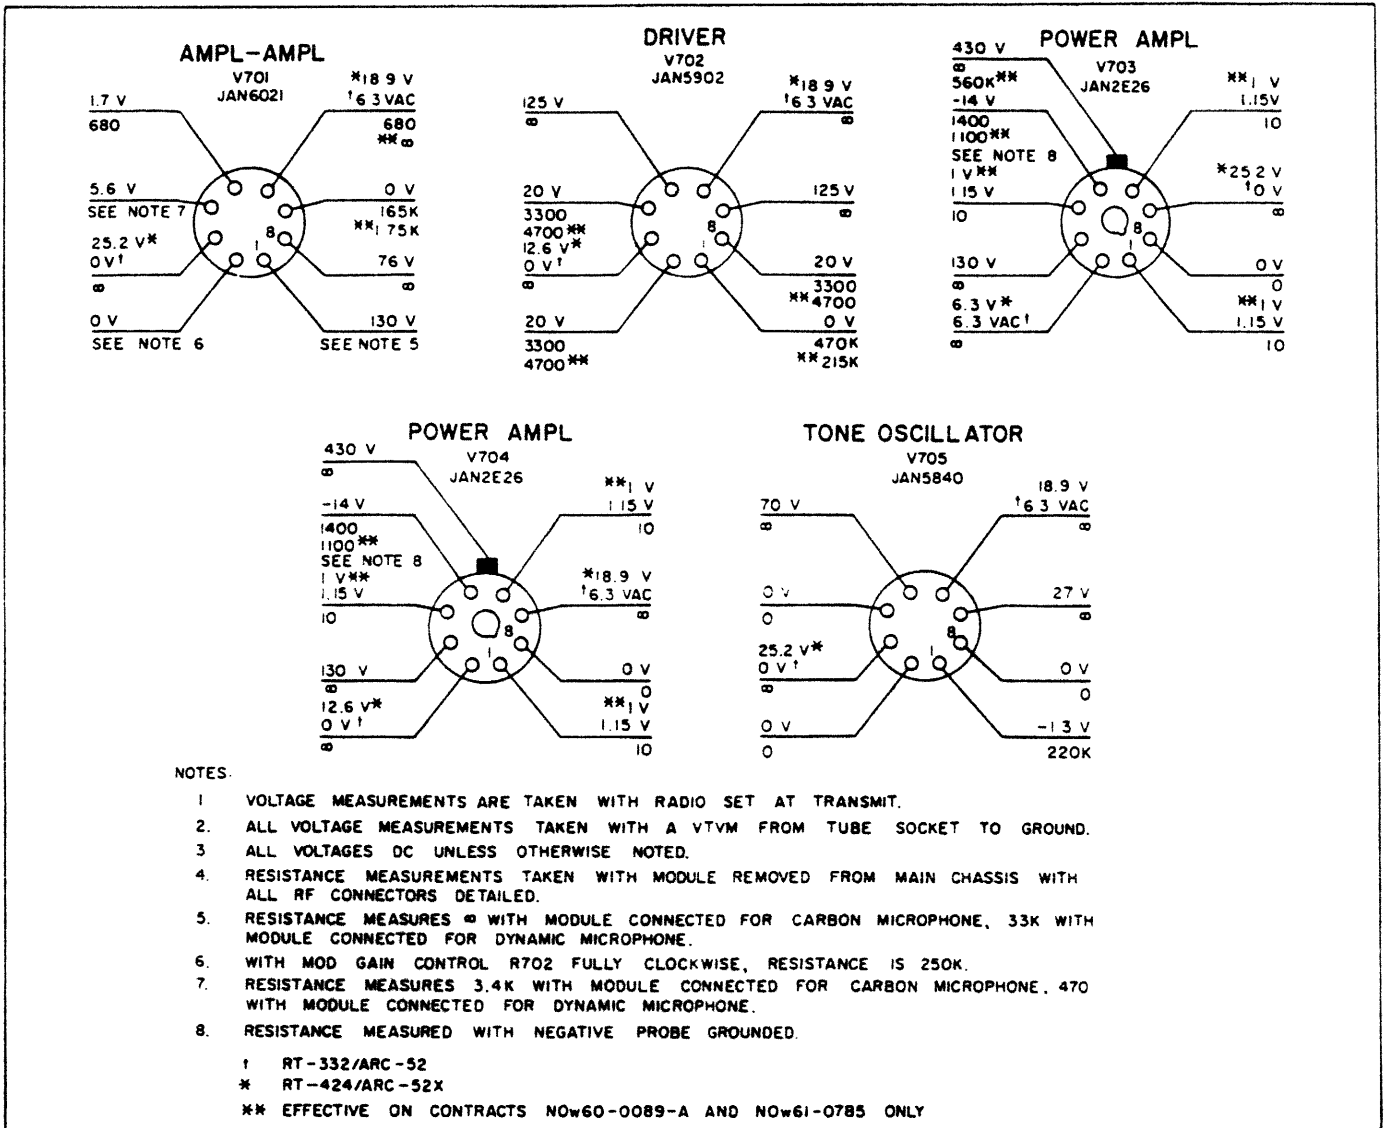 AMPL-AMPL
V701
JAN6021
1.7 V
680
5.6 V
SEE NOTE 7
25.2 V*
0 V†
∞
0 V
SEE NOTE 6
*18 9 V
†6 3 VAC
680
**∞
0 V
165K
**1 75K
76 V
∞
130 V
SEE NOTE 5
1
8
DRIVER
V702
JAN5902
125 V
∞
20 V
3300
4700**
12.6 V*
0 V†
∞
20 V
3300
4700**
*18 9 V
†6 3 VAC
∞
125 V
∞
20 V
3300
**4700
0 V
470K
**215K
1
8
POWER AMPL
V703
JAN2E26
430 V
∞
560K**
-14 V
1400
1100**
SEE NOTE 8
1 V**
1 15 V
10
130 V
∞
6.3 V*
6.3 VAC†
∞
**1 V
1.15V
10
*25 2 V
†0 V
∞
0 V
0
**1 V
1.15 V
10
1
8
POWER AMPL
V704
JAN2E26
430 V
∞
-14 V
1400
1100**
SEE NOTE 8
1 V**
1.15 V
10
130 V
∞
12.6 V*
0 V†
∞
**1 V
1 15 V
10
*18.9 V
†6.3 VAC
∞
0 V
0
**1 V
1.15 V
10
1
8
TONE OSCILLATOR
V705
JAN5840
70 V
∞
0 V
0
25.2 V*
0 V†
∞
0 V
0
18.9 V
†6 3 VAC
∞
27 V
∞
0 V
0
-1 3 V
220K
1
8
NOTES.
1 VOLTAGE MEASUREMENTS ARE TAKEN WITH RADIO SET AT TRANSMIT.
2. ALL VOLTAGE MEASUREMENTS TAKEN WITH A VTVM FROM TUBE SOCKET TO GROUND.
3 ALL VOLTAGES DC UNLESS OTHERWISE NOTED.
4. RESISTANCE MEASUREMENTS TAKEN WITH MODULE REMOVED FROM MAIN CHASSIS WITH
ALL RF CONNECTORS DETAILED.
5. RESISTANCE MEASURES ∞ WITH MODULE CONNECTED FOR CARBON MICROPHONE, 33K WITH
MODULE CONNECTED FOR DYNAMIC MICROPHONE.
6. WITH MOD GAIN CONTROL R702 FULLY CLOCKWISE, RESISTANCE IS 250K.
7. RESISTANCE MEASURES 3.4K WITH MODULE CONNECTED FOR CARBON MICROPHONE. 470
WITH MODULE CONNECTED FOR DYNAMIC MICROPHONE.
8. RESISTANCE MEASURED WITH NEGATIVE PROBE GROUNDED.
† RT-332/ARC-52
* RT-424/ARC-52X
** EFFECTIVE ON CONTRACTS NOw60-0089-A AND NOw61-0785 ONLY